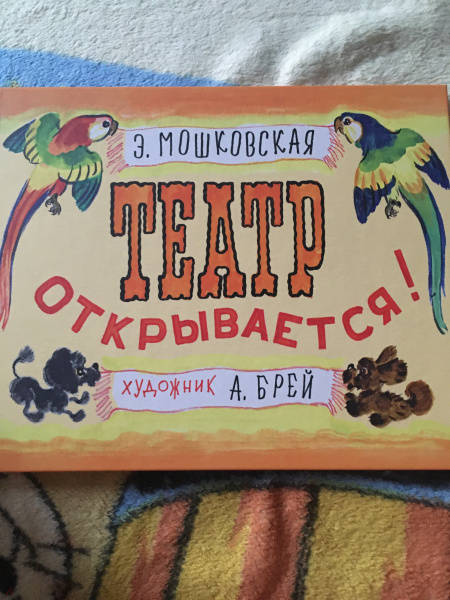 Э. МОШКОВСКАЯ
ТЕАТР
ОТКРЫВАЕТСЯ!
ХУДОЖНИК А. БРЕЙ